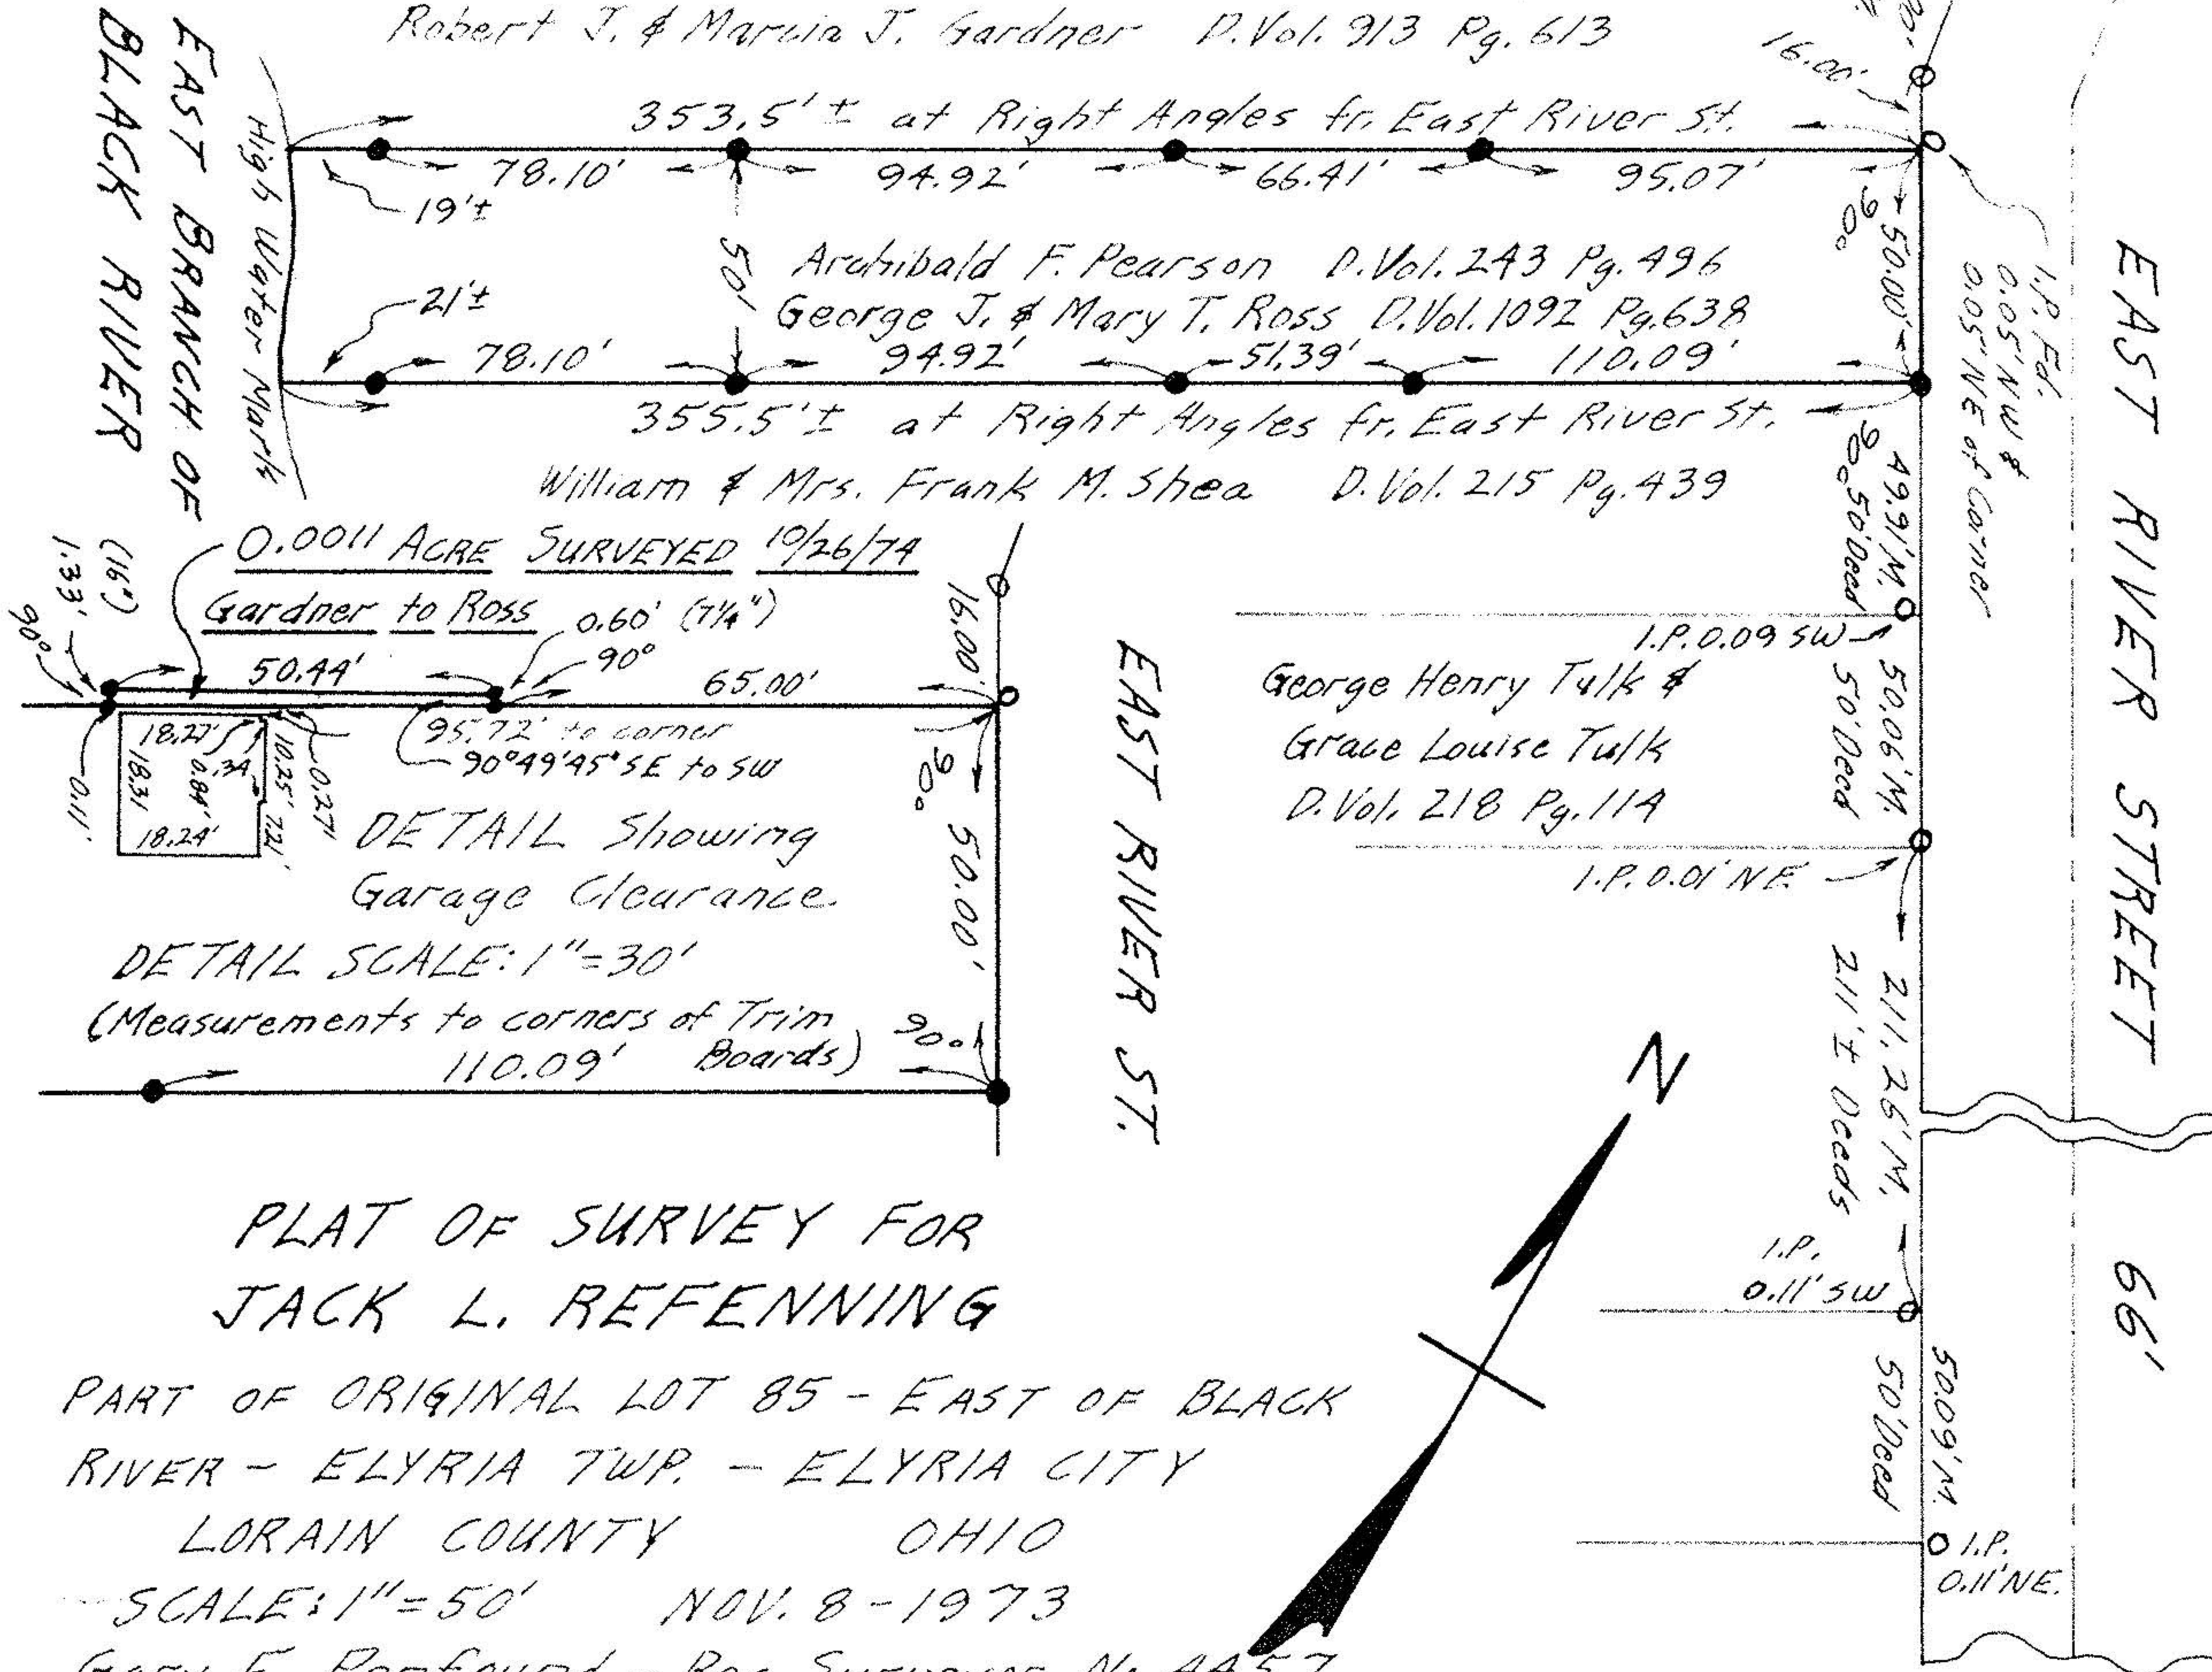 Robert J. & Marcia J. Gardner D.Vol. 913 Pg. 613
16.00'
353.5'± at Right Angles fr. East River St.
78.10' 94.92' 66.41' 95.07'
19'±
90°
50.00'
50'
Archibald F. Pearson D.Vol. 243 Pg. 496
George J. & Mary T. Ross D.Vol. 1092 Pg. 638
21'±
78.10' 94.92' 51.39' 110.09'
355.5'± at Right Angles fr. East River St.
90°
William & Mrs. Frank M. Shea D.Vol. 215 Pg. 439
EAST BRANCH OF
BLACK RIVER
High Water Mark
I.P. Fd.
0.05' NW &
0.05' NE of Corner
EAST RIVER STREET 66'
49.91' M.
50' Deed
I.P. 0.09 SW
George Henry Tulk &
Grace Louise Tulk
D.Vol. 218 Pg. 114
50.06' M.
50' Deed
I.P. 0.01' NE
211.26' M.
211'± Deeds
I.P.
0.11' SW
50.09' M.
50' Deed
I.P.
0.11' NE.
0.0011 ACRE SURVEYED 10/26/74
Gardner to Ross
0.60' (7¼")
90°
(16")
1.33'
90°
50.44' 65.00'
16.00'
95.72' to corner
90°49'45" SE to SW
18.27'
.34
0.84'
18.31
18.24'
10.25'
7.21'
0.27'
0.11'
90°
50.00'
DETAIL Showing
Garage Clearance.
DETAIL SCALE: 1"=30'
(Measurements to corners of Trim
Boards)
90°
110.09'
EAST RIVER ST.
N
PLAT OF SURVEY FOR
JACK L. REFENNING
PART OF ORIGINAL LOT 85 - EAST OF BLACK
RIVER - ELYRIA TWP. - ELYRIA CITY
LORAIN COUNTY OHIO
SCALE: 1"=50' NOV. 8-1973